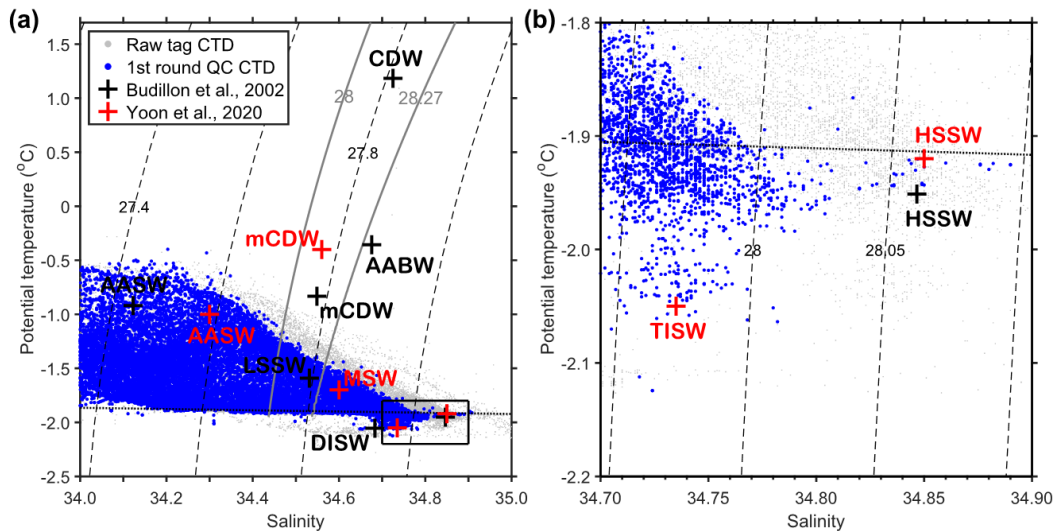 (a)
Raw tag CTD
1st round QC CTD
Budillon et al., 2002
Yoon et al., 2020
CDW
28
28.27
27.8
27.4
mCDW
AABW
AASW
mCDW
AASW
LSSW
MSW
DISW
1.5
1.0
0.5
0
-0.5
-1.0
-1.5
-2.0
-2.5
Potential temperature (°C)
34.0
34.2
34.4
34.6
34.8
35.0
Salinity
(b)
HSSW
HSSW
28
28.05
TISW
-1.8
-1.9
-2.0
-2.1
-2.2
Potential temperature (°C)
34.70
34.75
34.80
34.85
34.90
Salinity